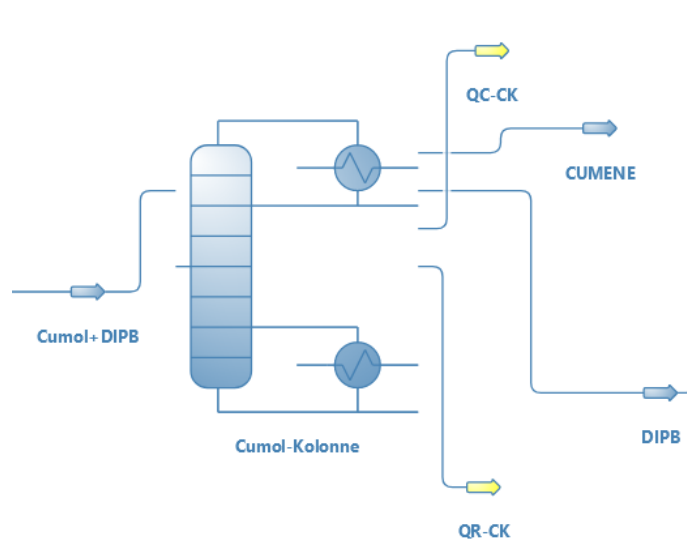 QC-CK
CUMENE
Cumol+DIPB
Cumol-Kolonne
DIPB
QR-CK